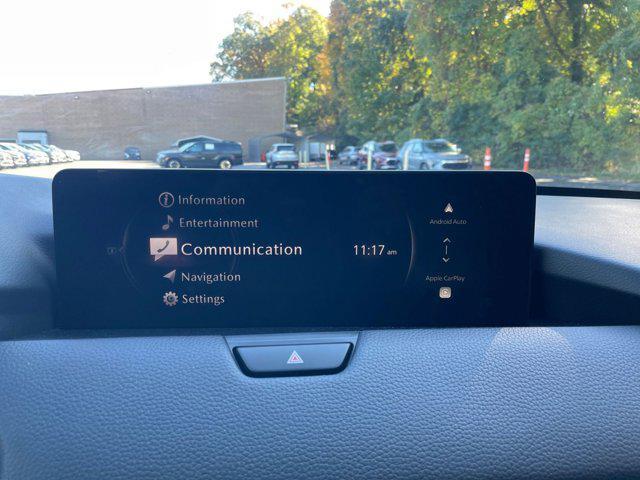 Information
Entertainment
Communication
11:17 am
Navigation
Settings
Android Auto
Apple CarPlay